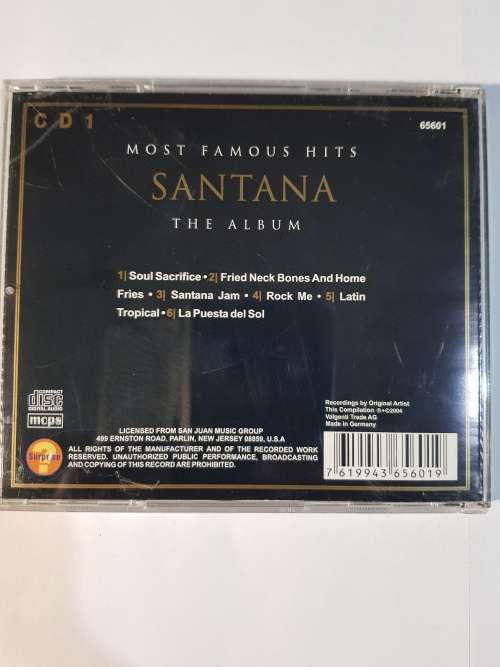 CD 1
65601
MOST FAMOUS HITS
SANTANA
THE ALBUM
1| Soul Sacrifice • 2| Fried Neck Bones And Home
Fries • 3| Santana Jam • 4| Rock Me • 5| Latin
Tropical • 6| La Puesta del Sol
COMPACT
disc
DIGITAL AUDIO
mcps
Recordings by Original Artist
This Compilation ℗+©2004
Valgesti Trade AG
Made in Germany
LICENSED FROM SAN JUAN MUSIC GROUP
499 ERNSTON ROAD, PARLIN, NEW JERSEY 08859, U.S.A
Surprise
ALL RIGHTS OF THE MANUFACTURER AND OF THE RECORDED WORK
RESERVED. UNAUTHORIZED PUBLIC PERFORMANCE, BROADCASTING
AND COPYING OF THIS RECORD ARE PROHIBITED.
7 619943 656019